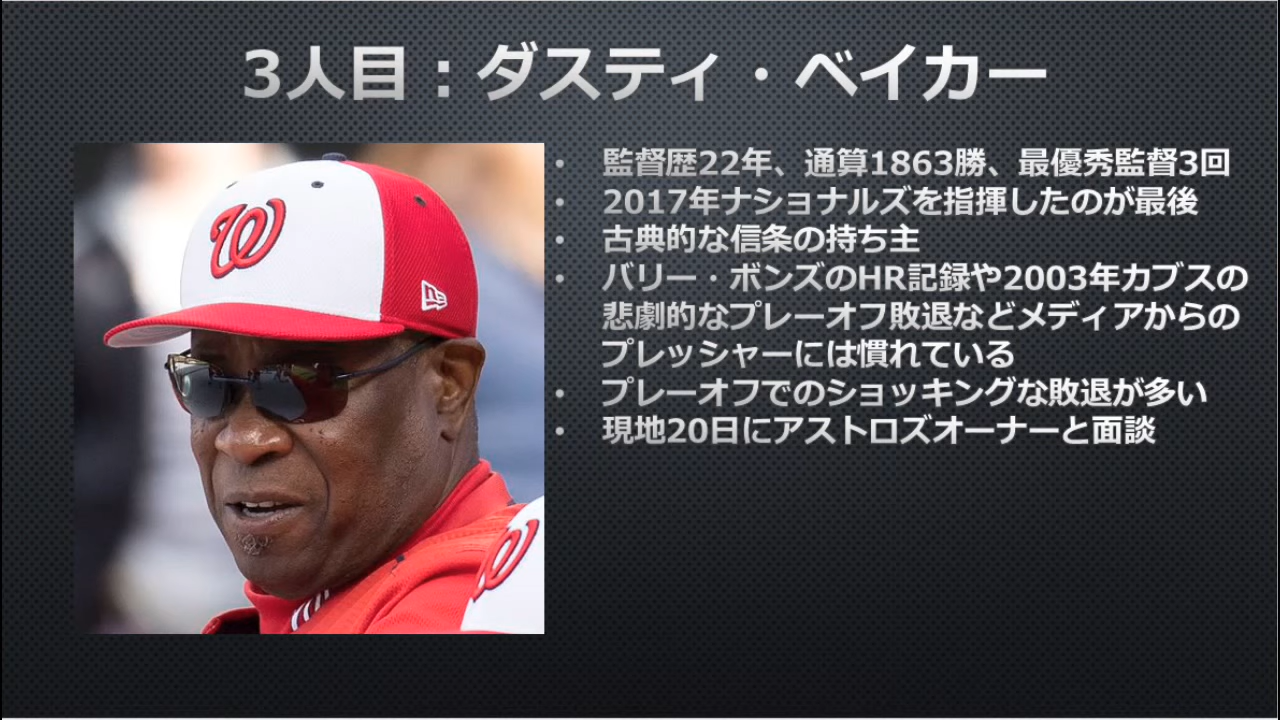 3人目：ダスティ・ベイカー
• 監督歴22年、通算1863勝、最優秀監督3回
• 2017年ナショナルズを指揮したのが最後
• 古典的な信条の持ち主
• バリー・ボンズのHR記録や2003年カブスの
悲劇的なプレーオフ敗退などメディアからの
プレッシャーには慣れている
• プレーオフでのショッキングな敗退が多い
• 現地20日にアストロズオーナーと面談
W
NE
W